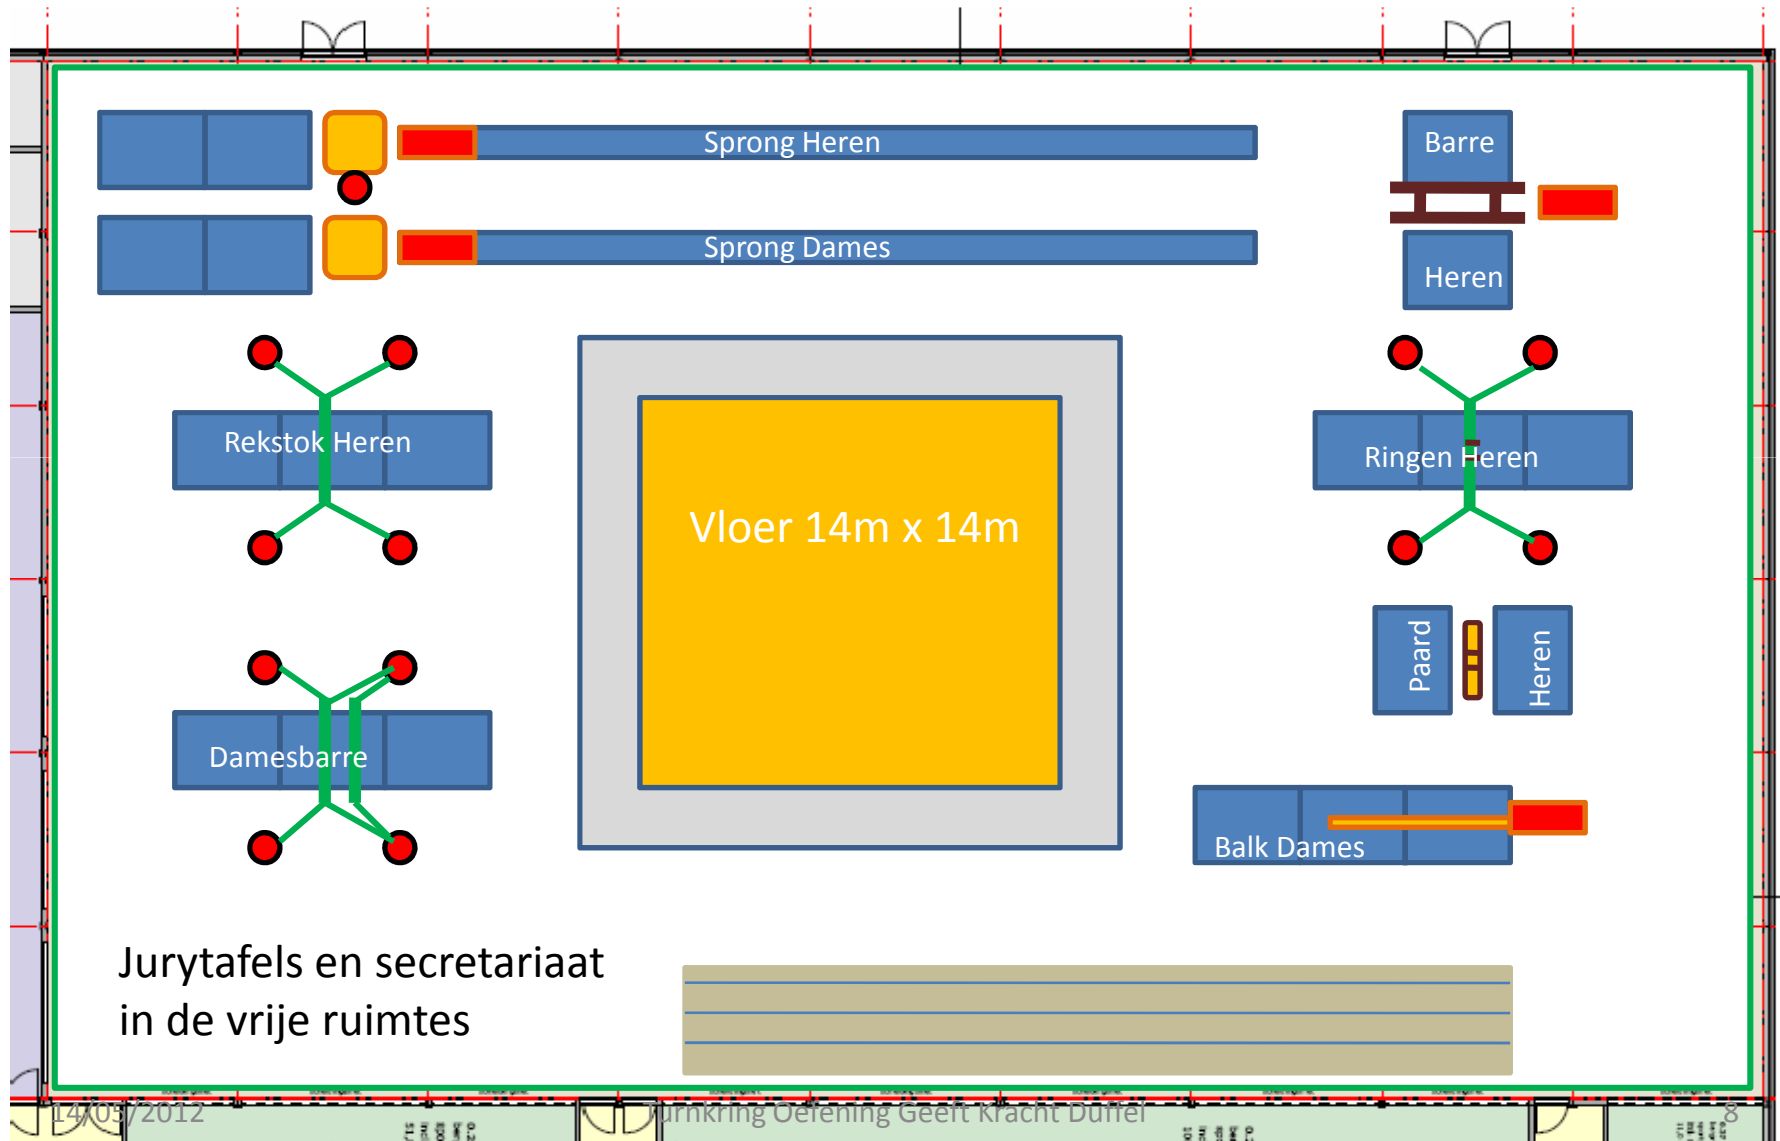 Sprong Heren
Barre
Sprong Dames
Heren
Rekstok Heren
Ringen Heren
Vloer 14m x 14m
Paard
Heren
Damesbarre
Balk Dames
Jurytafels en secretariaat
in de vrije ruimtes
14/05/2012
Turnkring Oefening Geeft Kracht Duffel
8